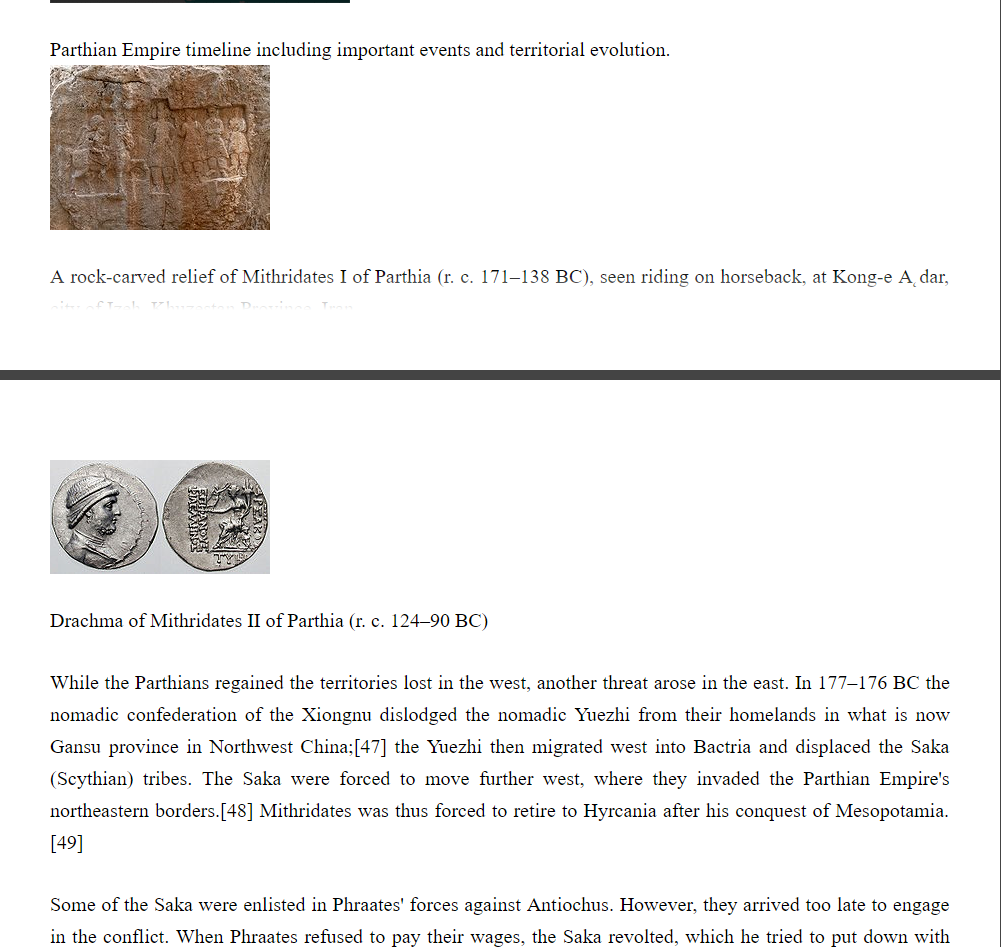 Parthian Empire timeline including important events and territorial evolution.
A rock-carved relief of Mithridates I of Parthia (r. c. 171–138 BC), seen riding on horseback, at Kong-e A˛dar,
city of Izeh, Khuzestan Province, Iran
Drachma of Mithridates II of Parthia (r. c. 124–90 BC)
While the Parthians regained the territories lost in the west, another threat arose in the east. In 177–176 BC the
nomadic confederation of the Xiongnu dislodged the nomadic Yuezhi from their homelands in what is now
Gansu province in Northwest China;[47] the Yuezhi then migrated west into Bactria and displaced the Saka
(Scythian) tribes. The Saka were forced to move further west, where they invaded the Parthian Empire's
northeastern borders.[48] Mithridates was thus forced to retire to Hyrcania after his conquest of Mesopotamia.
[49]
Some of the Saka were enlisted in Phraates' forces against Antiochus. However, they arrived too late to engage
in the conflict. When Phraates refused to pay their wages, the Saka revolted, which he tried to put down with